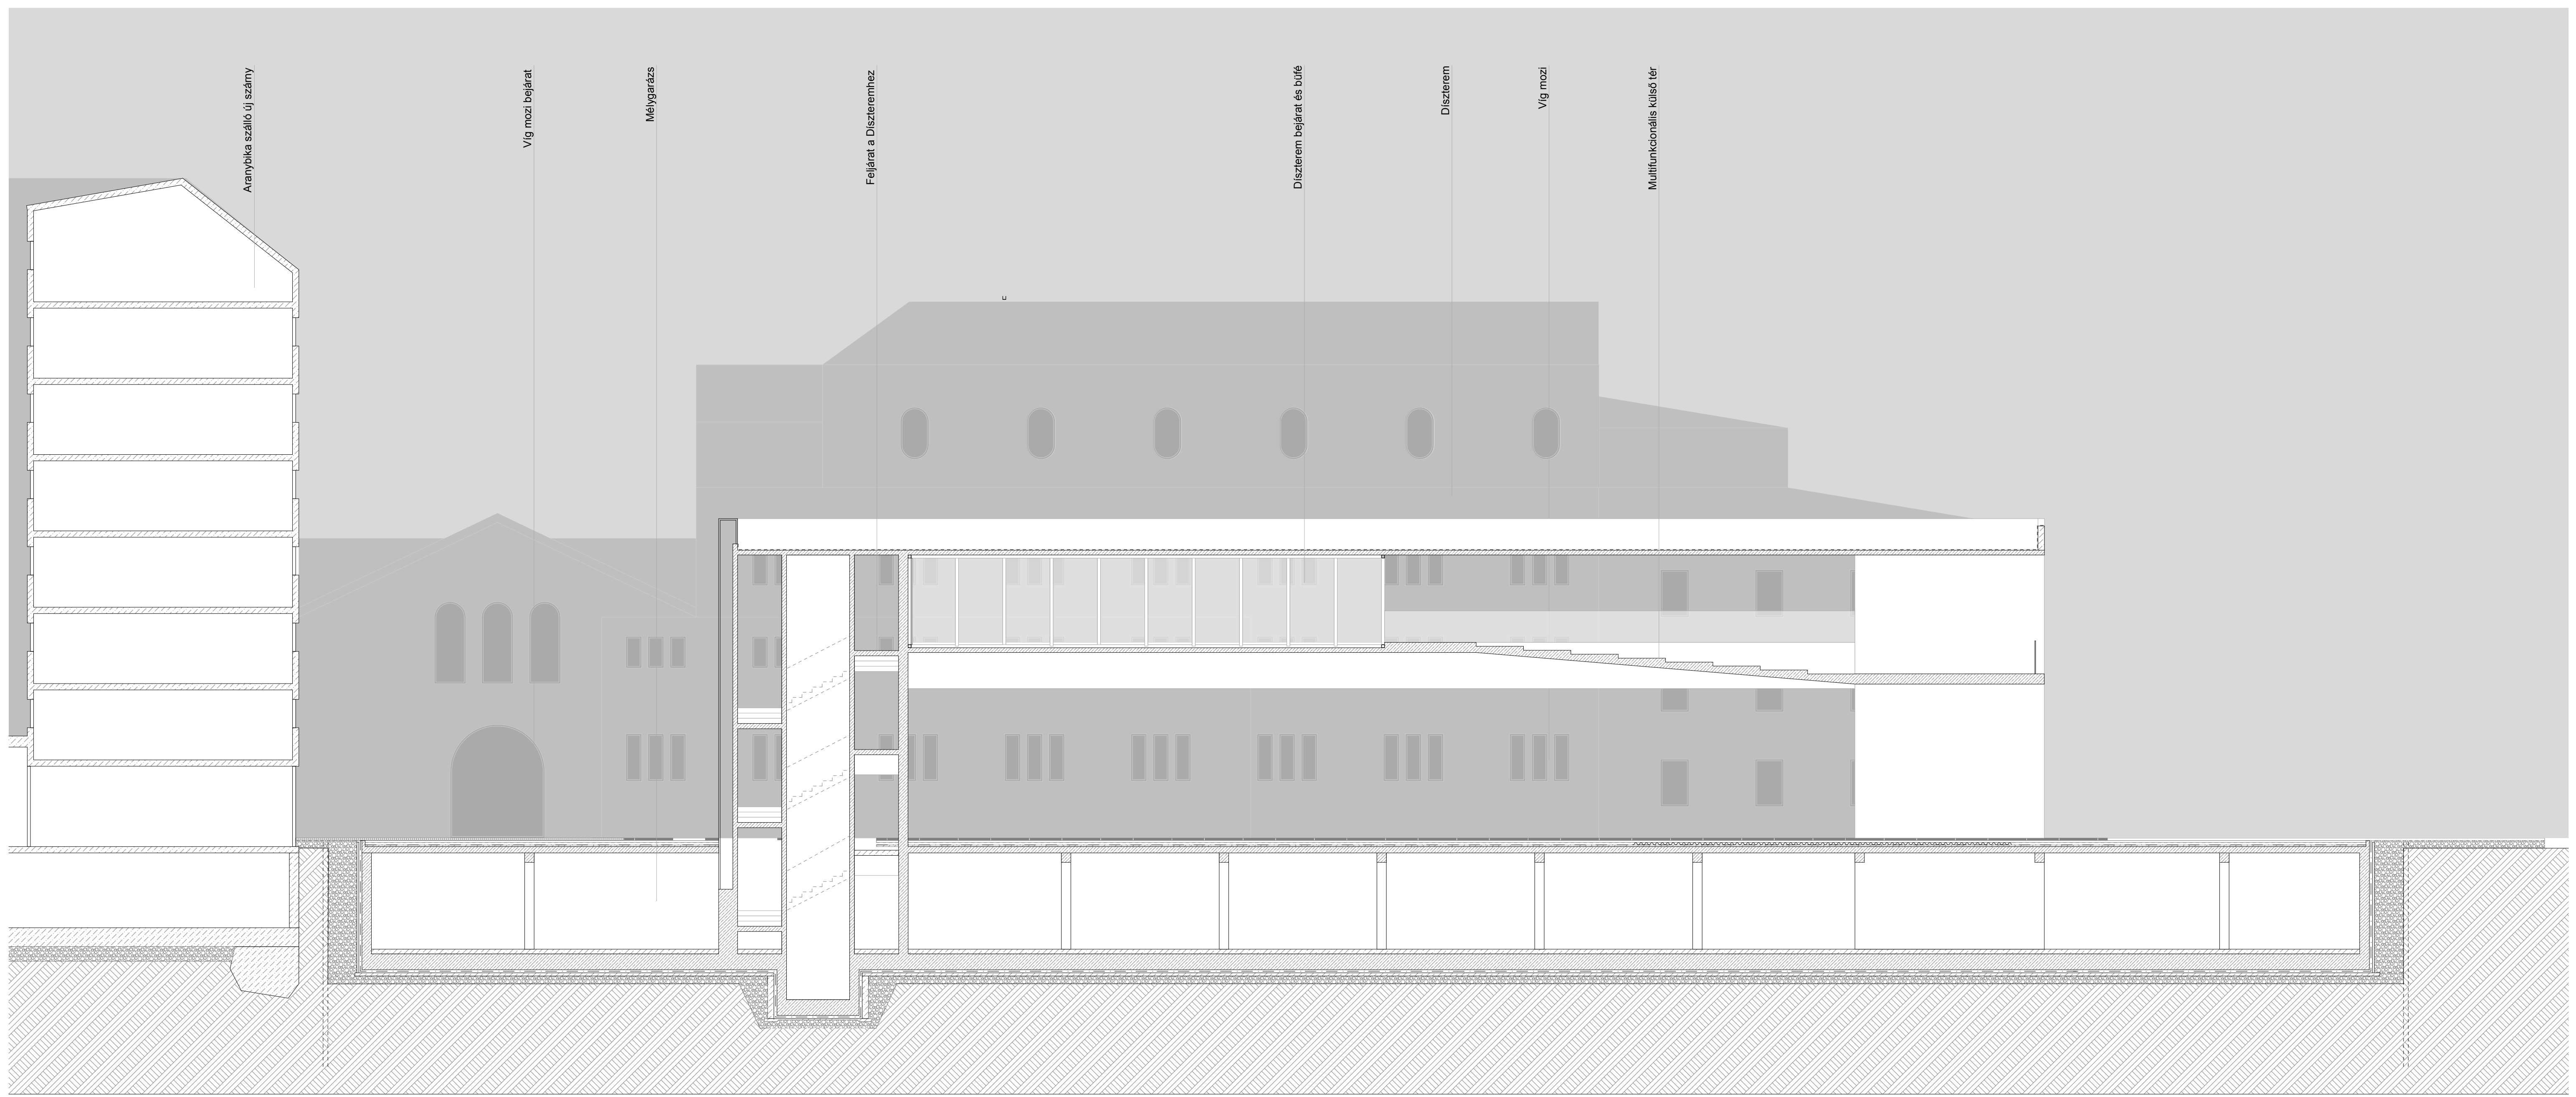 Aranybika szálló új szárny
Víg mozi bejárat
Mélygarázs
Feljárat a Díszteremhez
Díszterem bejárat és büfé
Díszterem
Víg mozi
Multifunkcionális külső tér